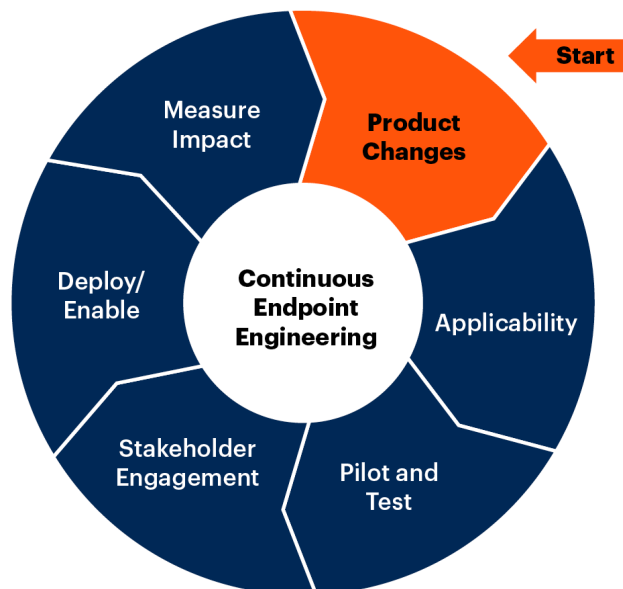 Start
Product
Changes
Applicability
Pilot and
Test
Stakeholder
Engagement
Deploy/
Enable
Measure
Impact
Continuous
Endpoint
Engineering